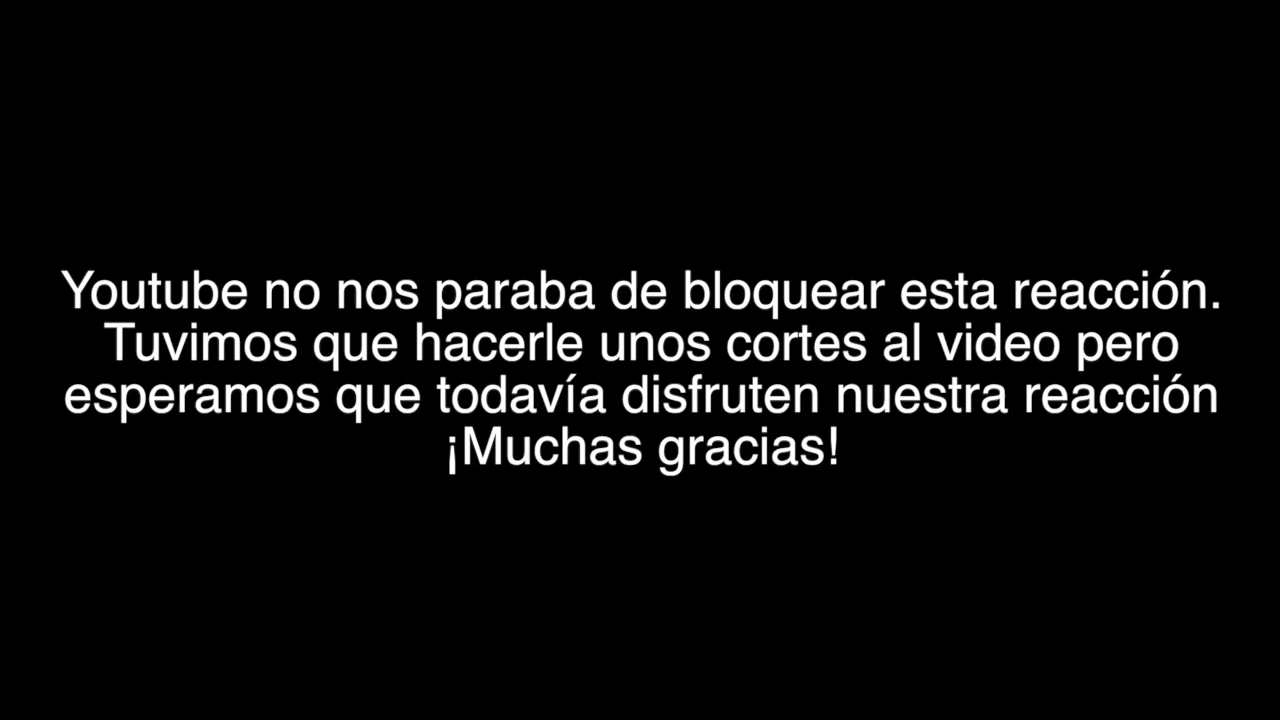 Youtube no nos paraba de bloquear esta reacción.
Tuvimos que hacerle unos cortes al video pero
esperamos que todavía disfruten nuestra reacción
¡Muchas gracias!